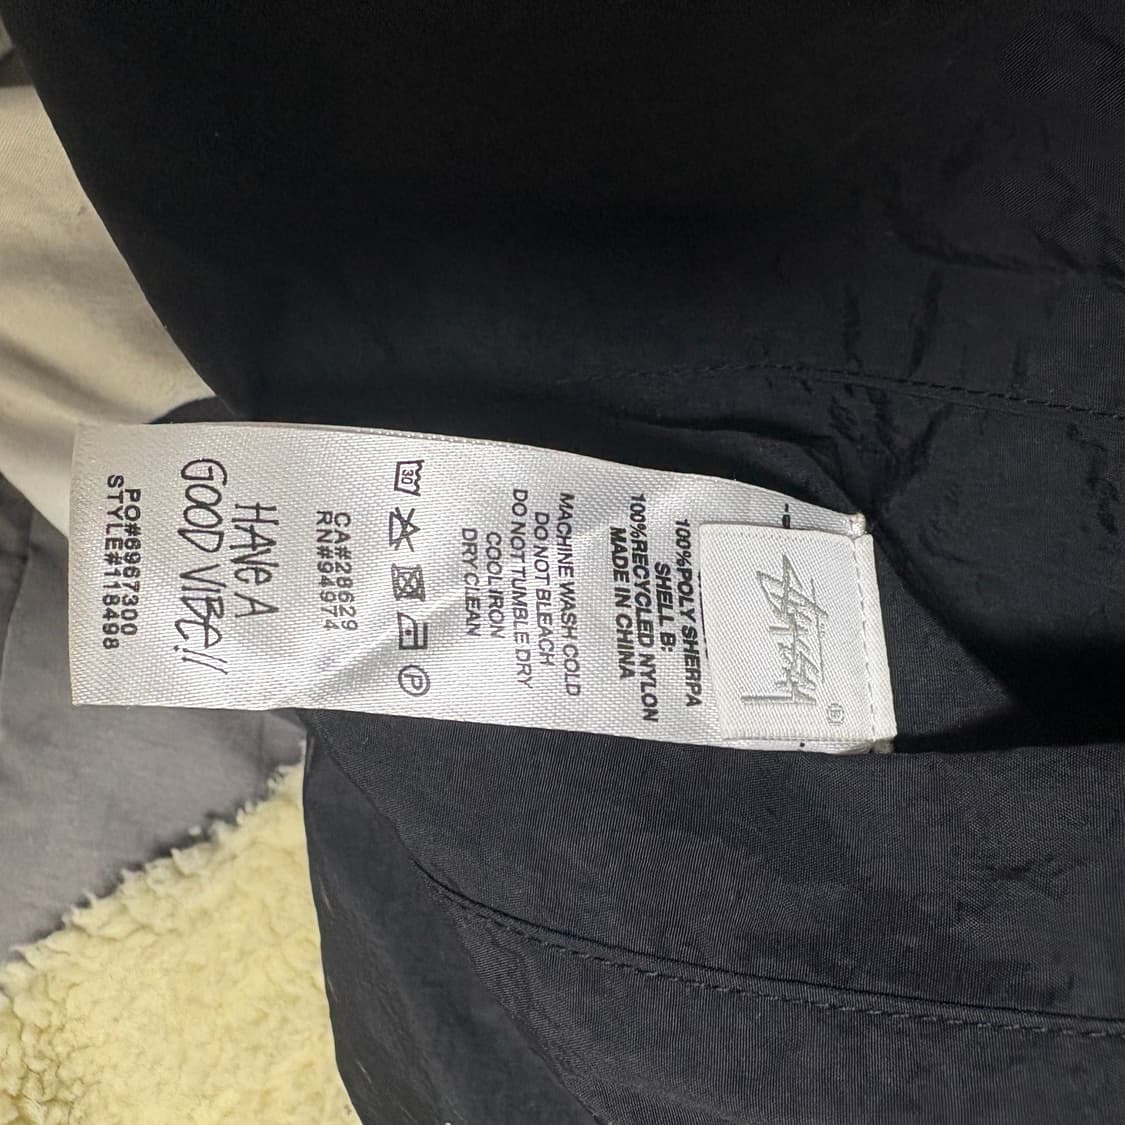 Stüssy
®
100%POLY SHERPA
SHELL B:
100%RECYCLED NYLON
MADE IN CHINA
MACHINE WASH COLD
DO NOT BLEACH
DO NOT TUMBLE DRY
COOL IRON
DRY CLEAN
30
P
CA#28629
RN#94974
HAVE A
GOOD VIBE!!
PO#6967300
STYLE#118498